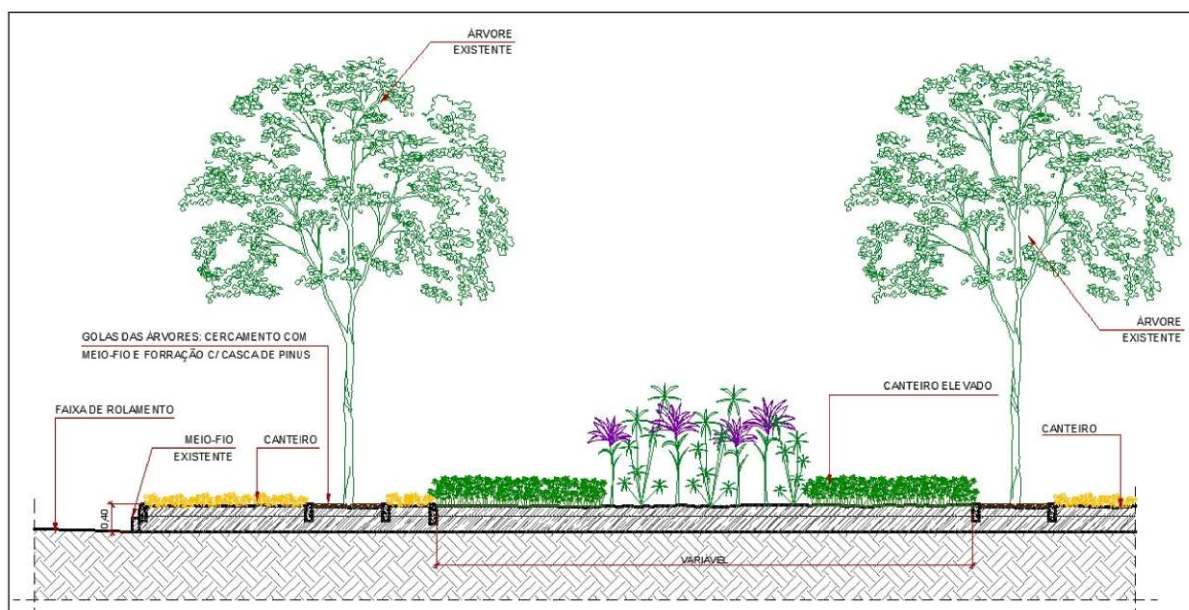 ÁRVORE
EXISTENTE
GOLAS DAS ÁRVORES: CERCAMENTO COM
MEIO-FIO E FORRAÇÃO C/ CASCA DE PINUS
ÁRVORE
EXISTENTE
CANTEIRO ELEVADO
FAIXA DE ROLAMENTO
MEIO-FIO
EXISTENTE
CANTEIRO
CANTEIRO
0,40
VARIÁVEL